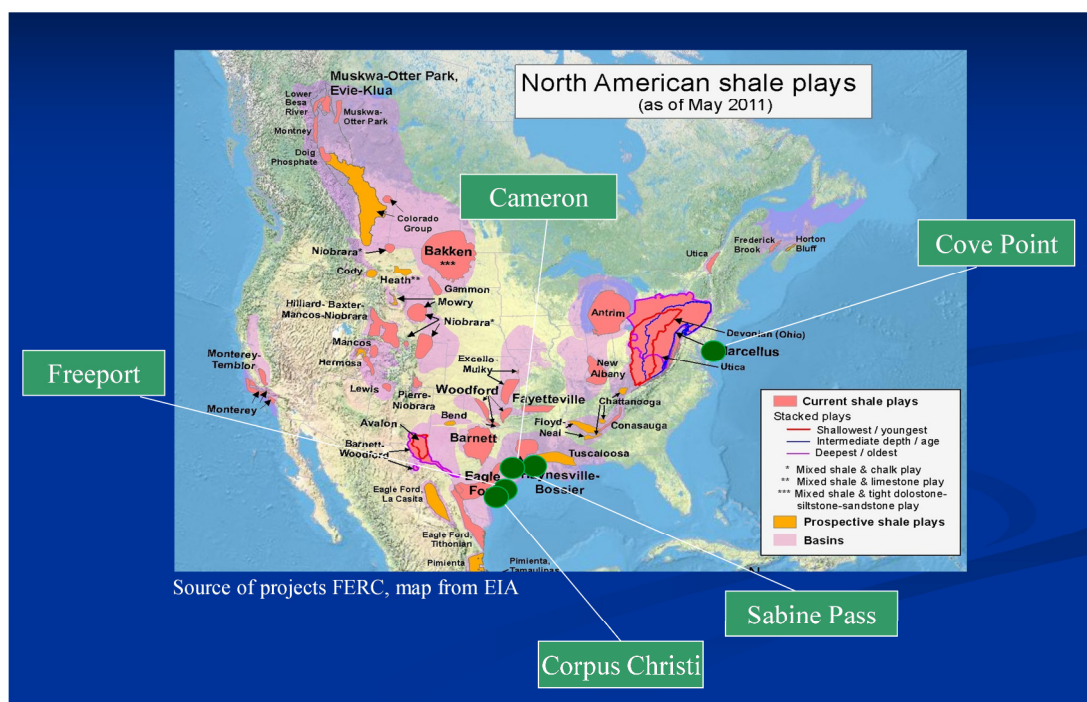 North American shale plays
(as of May 2011)
Muskwa-Otter Park,
Evie-Klua
Lower
Besa
River
Muskwa-
Otter Park
Montney
Doig
Phosphate
Cameron
Cove Point
Colorado
Group
Niobrara*
Bakken
***
Cody
Heath**
Gammon
Mowry
Hilliard- Baxter-
Mancos-Niobrara
Niobrara*
Mancos
Hermosa
Utica
Frederick
Brook
Horton
Bluff
Antrim
Devonian (Ohio)
Marcellus
Utica
Freeport
Monterey-
Temblor
Monterey
Lewis
Pierre-
Niobrara
Excello-
Mulky
Woodford
New
Albany
Fayetteville
Chattanooga
Bend
Avalon
Barnett-
Woodford
Barnett
Floyd-
Neal
Conasauga
Tuscaloosa
Eagle
Ford
Haynesville-
Bossier
Eagle Ford,
La Casita
Eagle Ford,
Tithonian
Pimienta
Pimienta,
Tamaulipas
Current shale plays
Stacked plays
Shallowest / youngest
Intermediate depth / age
Deepest / oldest
* Mixed shale & chalk play
** Mixed shale & limestone play
*** Mixed shale & tight dolostone-
siltstone-sandstone play
Prospective shale plays
Basins
Source of projects FERC, map from EIA
Sabine Pass
Corpus Christi